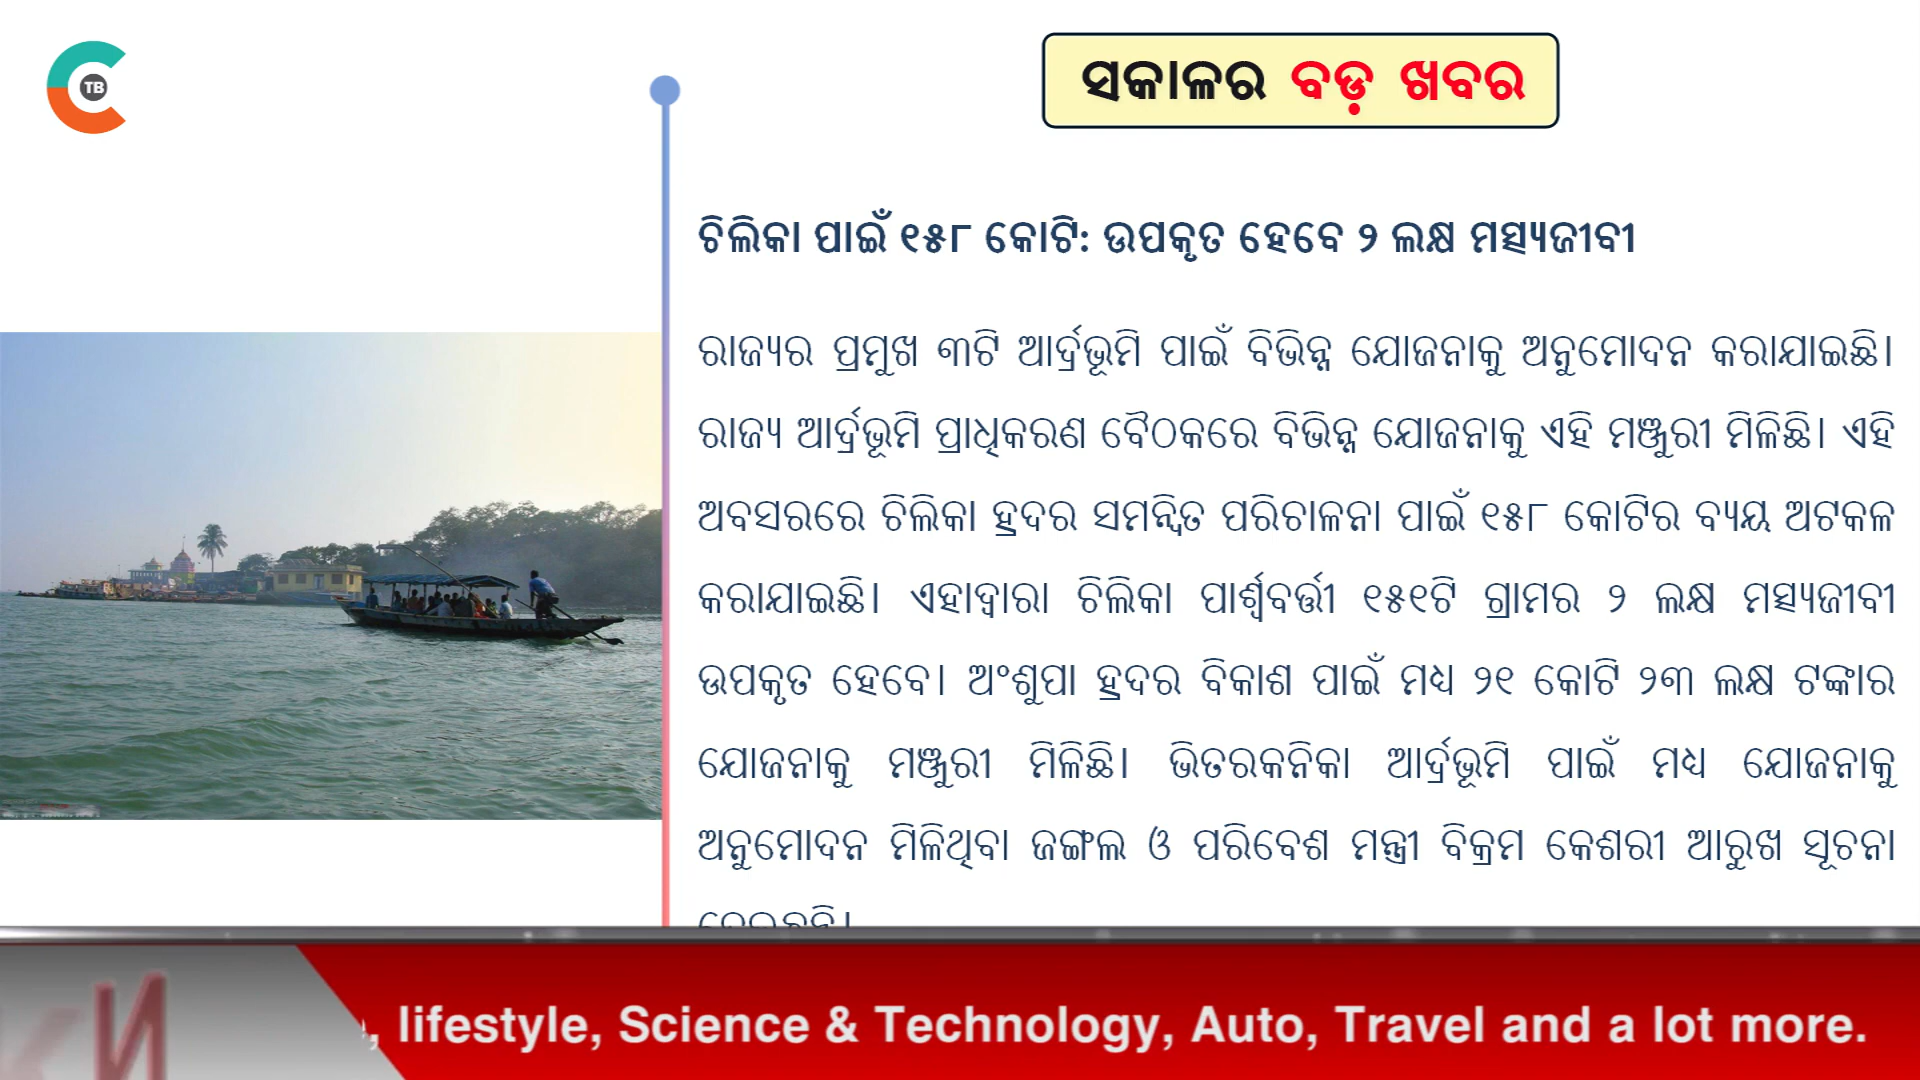 TB
ସକାଳର ବଡ଼ ଖବର
ଚିଲିକା ପାଇଁ ୧୫୮ କୋଟି: ଉପକୃତ ହେବେ ୨ ଲକ୍ଷ ମତ୍ସ୍ୟଜୀବୀ
ରାଜ୍ୟର ପ୍ରମୁଖ ୩ଟି ଆର୍ଦ୍ରଭୂମି ପାଇଁ ବିଭିନ୍ନ ଯୋଜନାକୁ ଅନୁମୋଦନ କରାଯାଇଛି।
ରାଜ୍ୟ ଆର୍ଦ୍ରଭୂମି ପ୍ରାଧିକରଣ ବୈଠକରେ ବିଭିନ୍ନ ଯୋଜନାକୁ ଏହି ମଞ୍ଜୁରୀ ମିଳିଛି। ଏହି
ଅବସରରେ ଚିଲିକା ହ୍ରଦର ସମନ୍ୱିତ ପରିଚାଳନା ପାଇଁ ୧୫୮ କୋଟିର ବ୍ୟୟ ଅଟକଳ
କରାଯାଇଛି। ଏହାଦ୍ୱାରା ଚିଲିକା ପାର୍ଶ୍ୱବର୍ତ୍ତୀ ୧୫୧ଟି ଗ୍ରାମର ୨ ଲକ୍ଷ ମତ୍ସ୍ୟଜୀବୀ
ଉପକୃତ ହେବେ। ଅଂଶୁପା ହ୍ରଦର ବିକାଶ ପାଇଁ ମଧ୍ୟ ୨୧ କୋଟି ୨୩ ଲକ୍ଷ ଟଙ୍କାର
ଯୋଜନାକୁ ମଞ୍ଜୁରୀ ମିଳିଛି। ଭିତରକନିକା ଆର୍ଦ୍ରଭୂମି ପାଇଁ ମଧ୍ୟ ଯୋଜନାକୁ
ଅନୁମୋଦନ ମିଳିଥିବା ଜଙ୍ଗଲ ଓ ପରିବେଶ ମନ୍ତ୍ରୀ ବିକ୍ରମ କେଶରୀ ଆରୁଖ ସୂଚନା
, lifestyle, Science & Technology, Auto, Travel and a lot more.